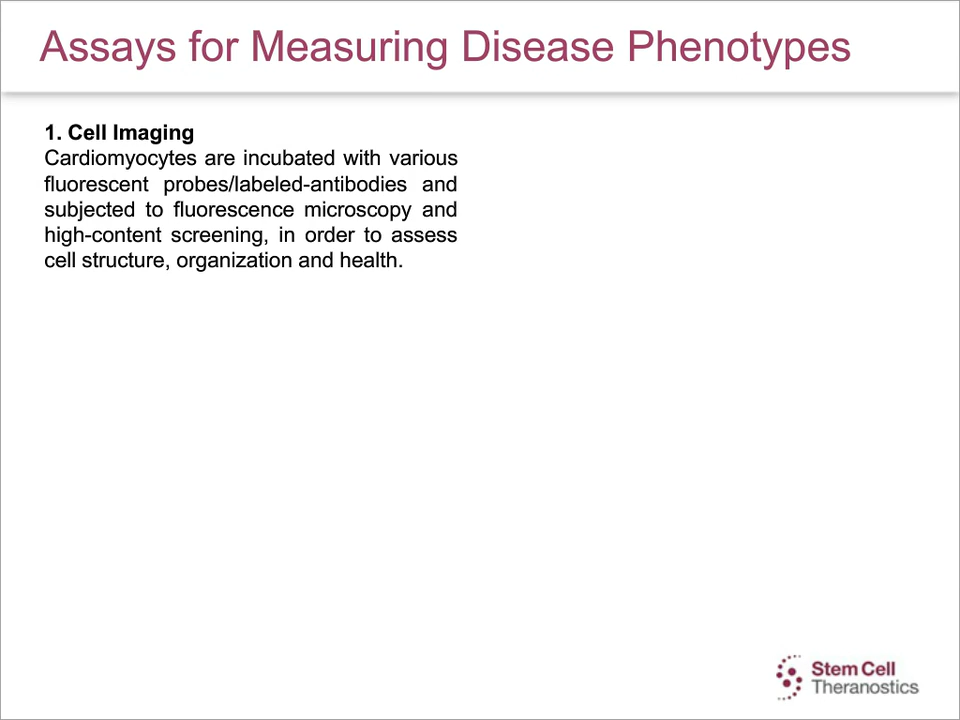 Assays for Measuring Disease Phenotypes
1. Cell Imaging
Cardiomyocytes are incubated with various
fluorescent probes/labeled-antibodies and
subjected to fluorescence microscopy and
high-content screening, in order to assess
cell structure, organization and health.
Stem Cell
Theranostics